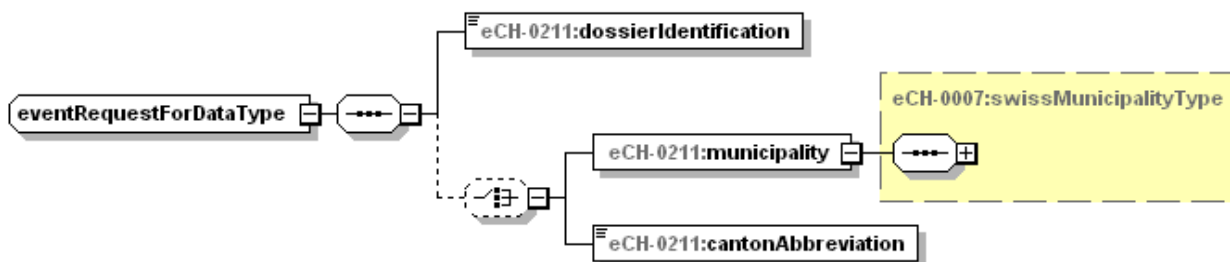 eCH-0211:dossierIdentification
eCH-0007:swissMunicipalityType
eventRequestForDataType
eCH-0211:municipality
eCH-0211:cantonAbbreviation